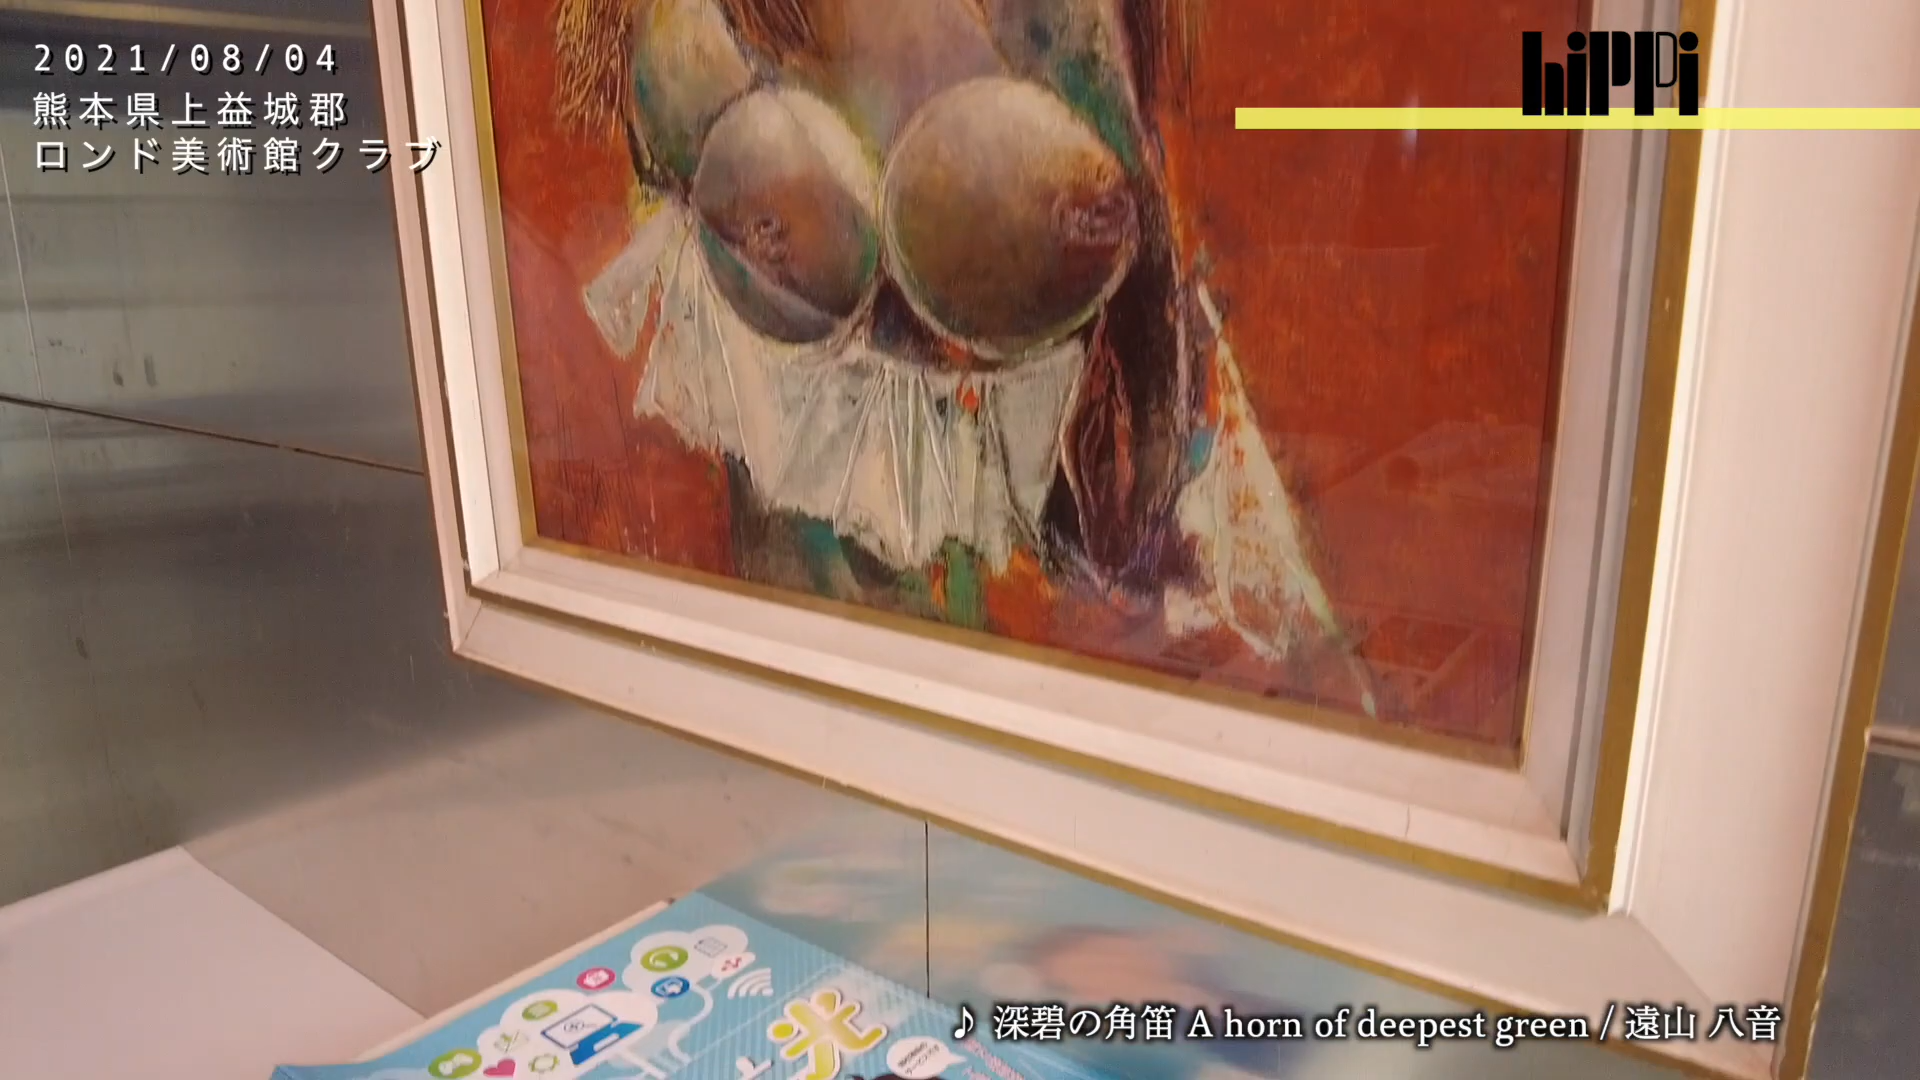 2021/08/04
熊本県上益城郡
ロンド美術館クラブ
hiPPi
光
♪ 深碧の角笛 A horn of deepest green / 遠山 八音